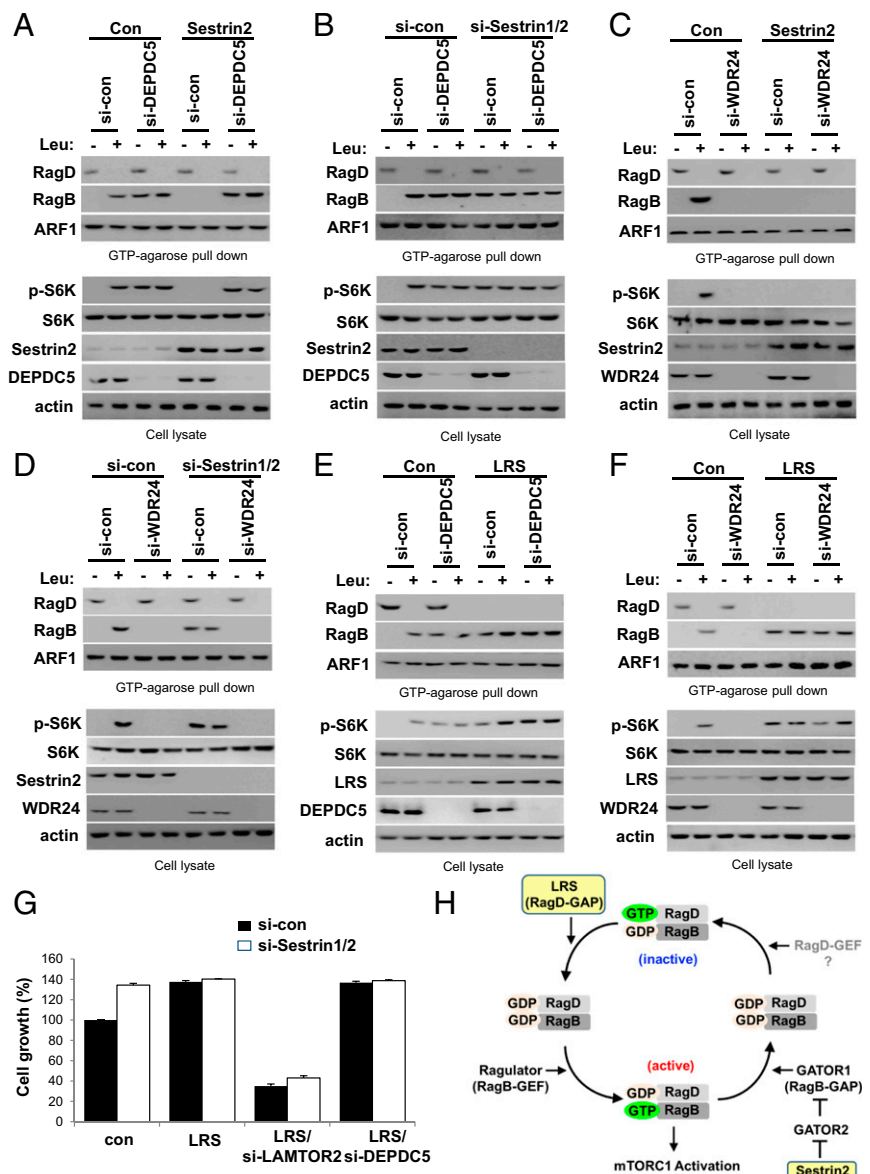 A
Con Sestrin2
si-con si-DEPDC5 si-con si-DEPDC5
Leu: - + - + - + - +
RagD
RagB
ARF1
GTP-agarose pull down
p-S6K
S6K
Sestrin2
DEPDC5
actin
Cell lysate
B
si-con si-Sestrin1/2
si-con si-DEPDC5 si-con si-DEPDC5
Leu: - + - + - + - +
RagD
RagB
ARF1
GTP-agarose pull down
p-S6K
S6K
Sestrin2
DEPDC5
actin
Cell lysate
C
Con Sestrin2
si-con si-WDR24 si-con si-WDR24
Leu: - + - + - + - +
RagD
RagB
ARF1
GTP-agarose pull down
p-S6K
S6K
Sestrin2
WDR24
actin
Cell lysate
D
si-con si-Sestrin1/2
si-con si-WDR24 si-con si-WDR24
Leu: - + - + - + - +
RagD
RagB
ARF1
GTP-agarose pull down
p-S6K
S6K
Sestrin2
WDR24
actin
Cell lysate
E
Con LRS
si-con si-DEPDC5 si-con si-DEPDC5
Leu: - + - + - + - +
RagD
RagB
ARF1
GTP-agarose pull down
p-S6K
S6K
LRS
DEPDC5
actin
Cell lysate
F
Con LRS
si-con si-WDR24 si-con si-WDR24
Leu: - + - + - + - +
RagD
RagB
ARF1
GTP-agarose pull down
p-S6K
S6K
LRS
WDR24
actin
Cell lysate
G
si-con
si-Sestrin1/2
Cell growth (%)
160
140
120
100
80
60
40
20
0
con LRS LRS/ LRS/
si-LAMTOR2 si-DEPDC5
H
LRS
(RagD-GAP)
GTP RagD
GDP RagB
(inactive)
RagD-GEF
?
GDP RagD
GDP RagB
GDP RagD
GDP RagB
Ragulator
(RagB-GEF)
(active)
GDP RagD
GTP RagB
GATOR1
(RagB-GAP)
GATOR2
mTORC1 Activation
Sestrin2